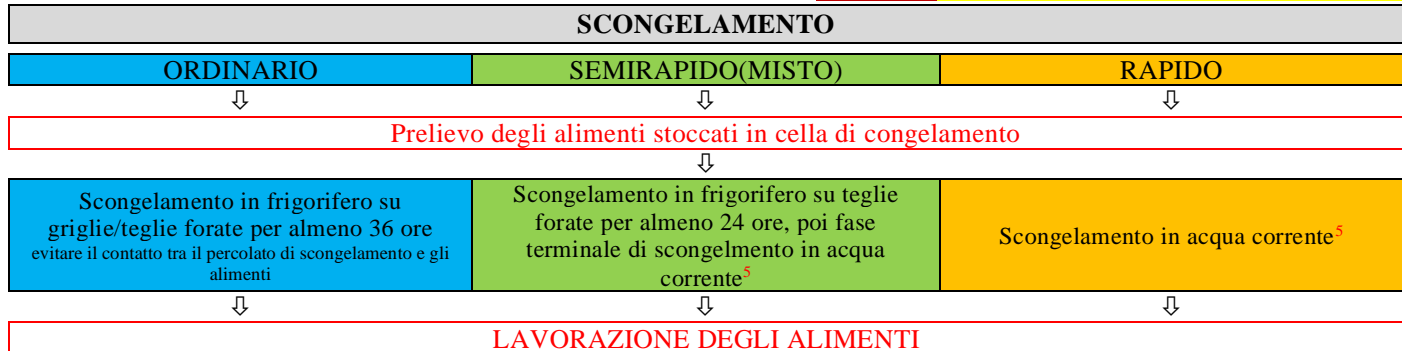 SCONGELAMENTO
ORDINARIO
SEMIRAPIDO(MISTO)
RAPIDO
⇩ ⇩ ⇩
Prelievo degli alimenti stoccati in cella di congelamento
⇩
Scongelamento in frigorifero su
griglie/teglie forate per almeno 36 ore
evitare il contatto tra il percolato di scongelamento e gli
alimenti
Scongelamento in frigorifero su teglie
forate per almeno 24 ore, poi fase
terminale di scongelmento in acqua
corrente⁵
Scongelamento in acqua corrente⁵
⇩ ⇩ ⇩
LAVORAZIONE DEGLI ALIMENTI